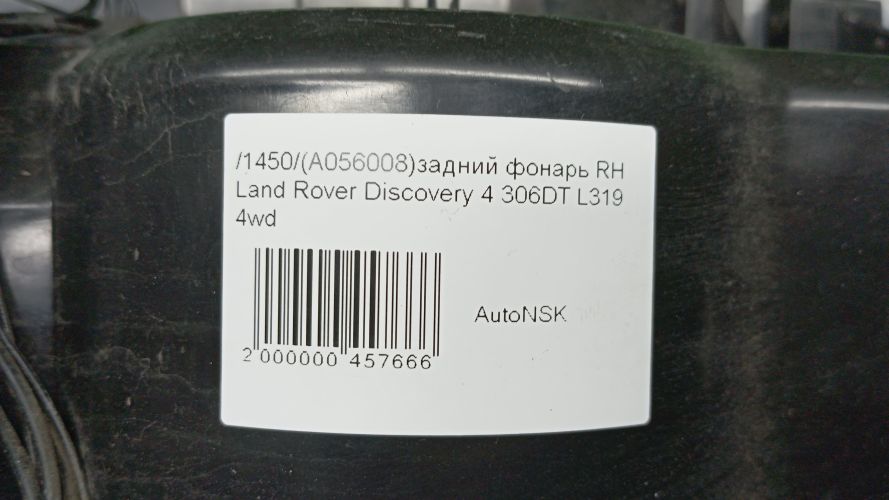 /1450/(A056008)задний фонарь RH
Land Rover Discovery 4 306DT L319
4wd
AutoNSK
2 000000 457666